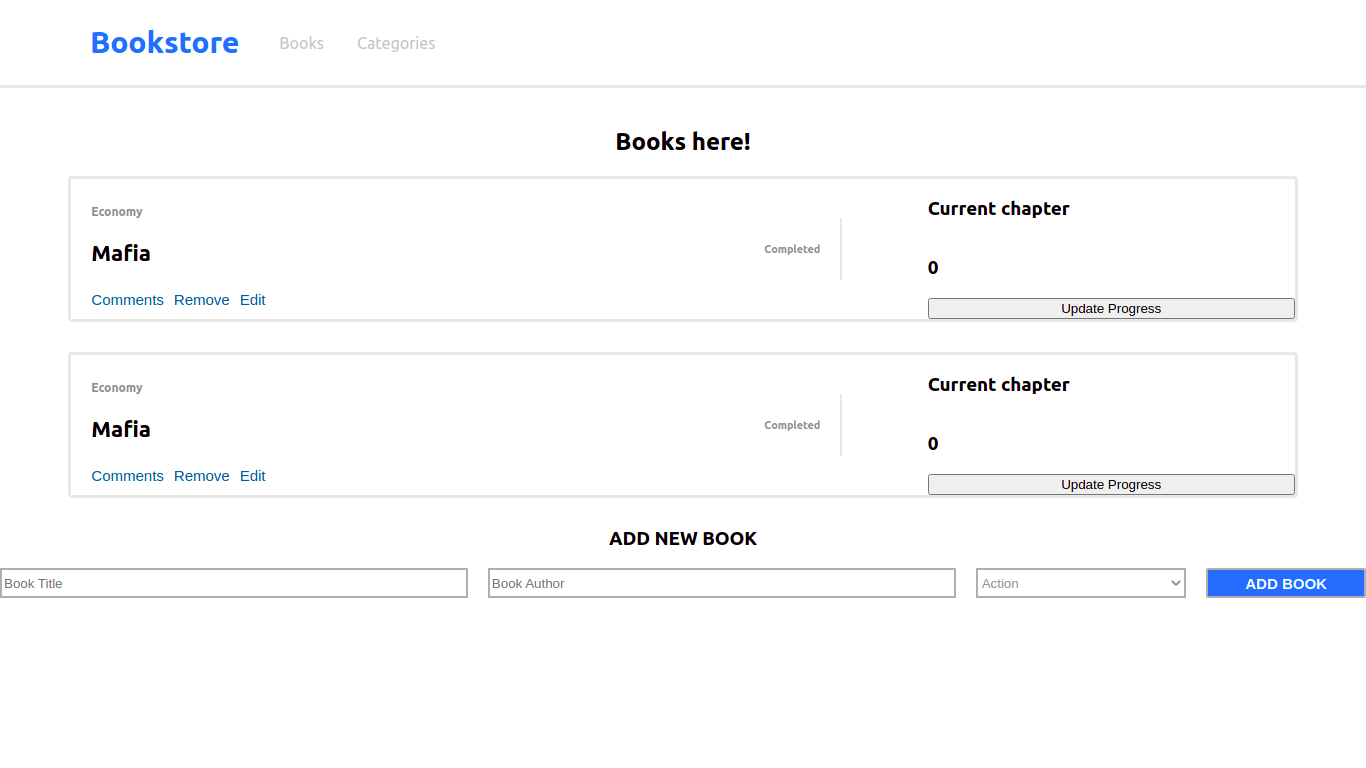 Bookstore Books Categories
Books here!
Economy
Mafia
Comments Remove Edit
Completed
Current chapter
0
Update Progress
Economy
Mafia
Comments Remove Edit
Completed
Current chapter
0
Update Progress
ADD NEW BOOK
Book Title Book Author Action ADD BOOK